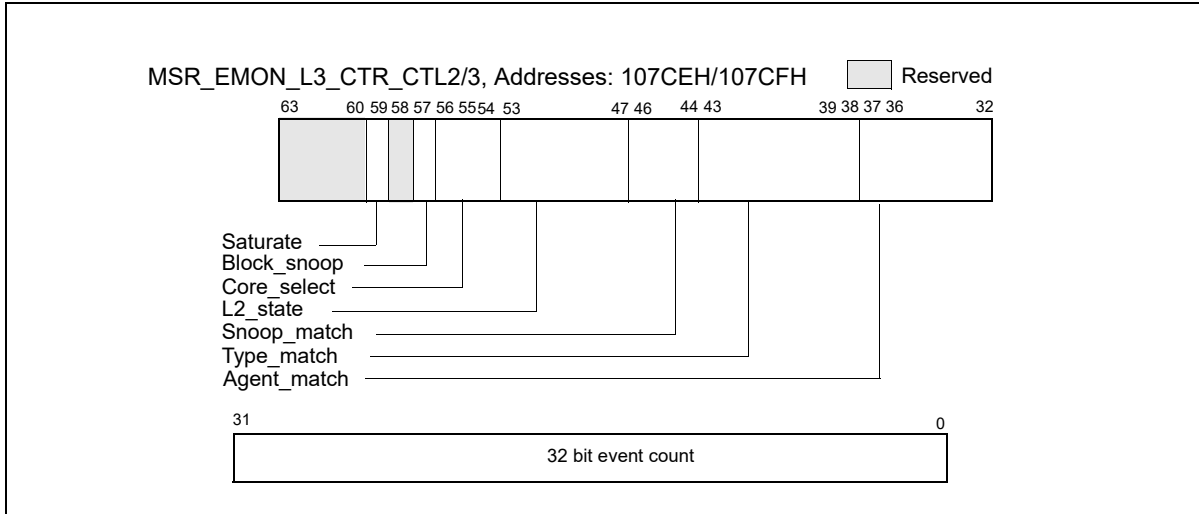 MSR_EMON_L3_CTR_CTL2/3, Addresses: 107CEH/107CFH Reserved
63 60 59 58 57 56 55 54 53 47 46 44 43 39 38 37 36 32
Saturate
Block_snoop
Core_select
L2_state
Snoop_match
Type_match
Agent_match
31 0
32 bit event count